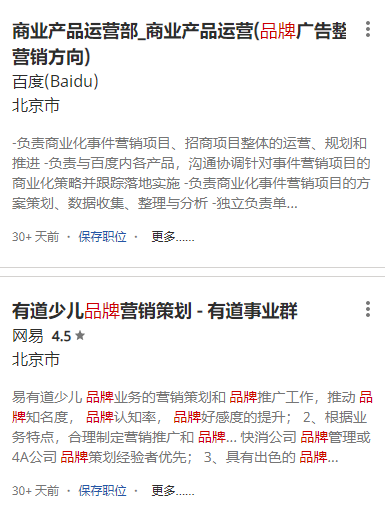 商业产品运营部_商业产品运营(品牌广告整
营销方向)
百度(Baidu)
北京市
-负责商业化事件营销项目、招商项目整体的运营、规划和
推进 -负责与百度内各产品，沟通协调针对事件营销项目的
商业化策略并跟踪落地实施 -负责商业化事件营销项目的方
案策划、数据收集、整理与分析 -独立负责单...
30+ 天前 · 保存职位 · 更多......
有道少儿品牌营销策划 - 有道事业群
网易 4.5★
北京市
易有道少儿 品牌业务的营销策划和 品牌推广工作，推动 品
牌知名度， 品牌认知率， 品牌好感度的提升； 2、根据业
务特点，合理制定营销推广和 品牌... 快消公司 品牌管理或
4A公司 品牌策划经验者优先； 3、具有出色的 品牌...
30+ 天前 · 保存职位 · 更多......